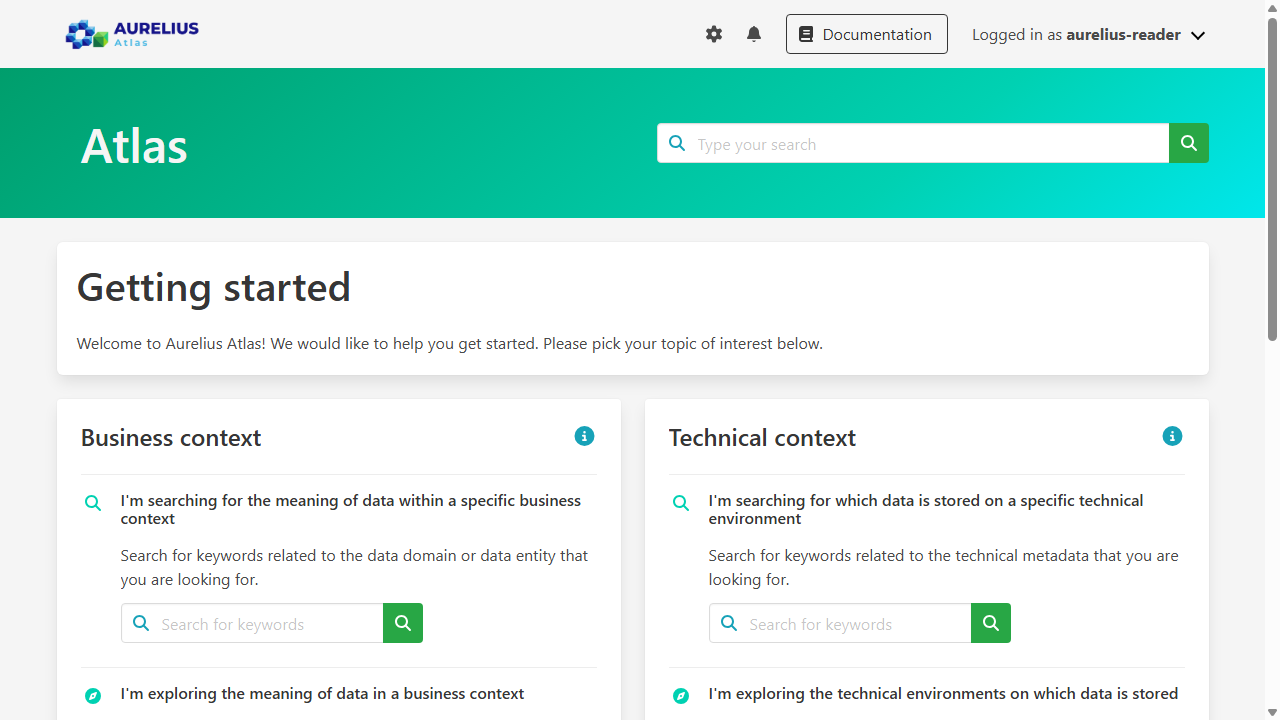 AURELIUS
Atlas
Documentation
Logged in as aurelius-reader
Atlas
Type your search
Getting started
Welcome to Aurelius Atlas! We would like to help you get started. Please pick your topic of interest below.
Business context
I'm searching for the meaning of data within a specific business
context
Search for keywords related to the data domain or data entity that
you are looking for.
Search for keywords
I'm exploring the meaning of data in a business context
Technical context
I'm searching for which data is stored on a specific technical
environment
Search for keywords related to the technical metadata that you are
looking for.
Search for keywords
I'm exploring the technical environments on which data is stored